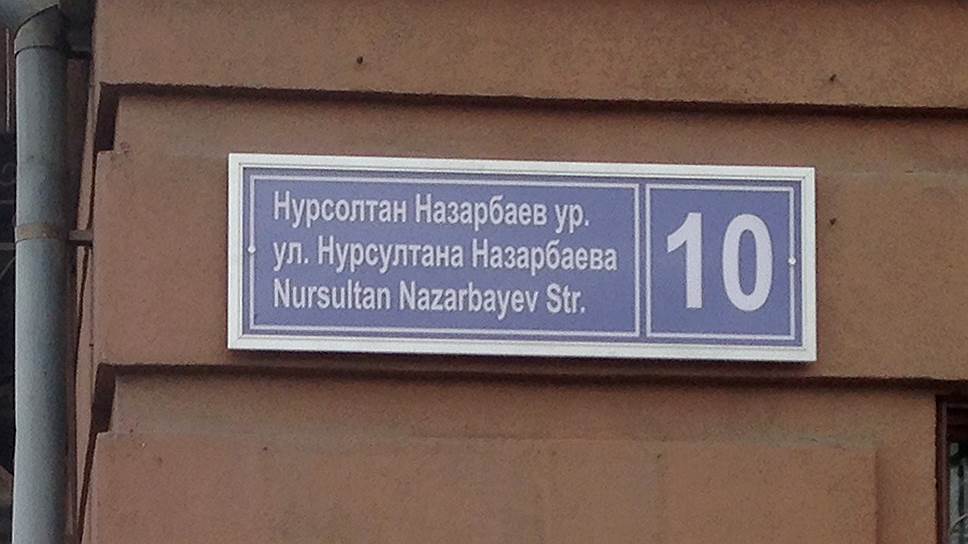 Нурсолтан Назарбаев ур.
ул. Нурсултана Назарбаева
Nursultan Nazarbayev Str.
10